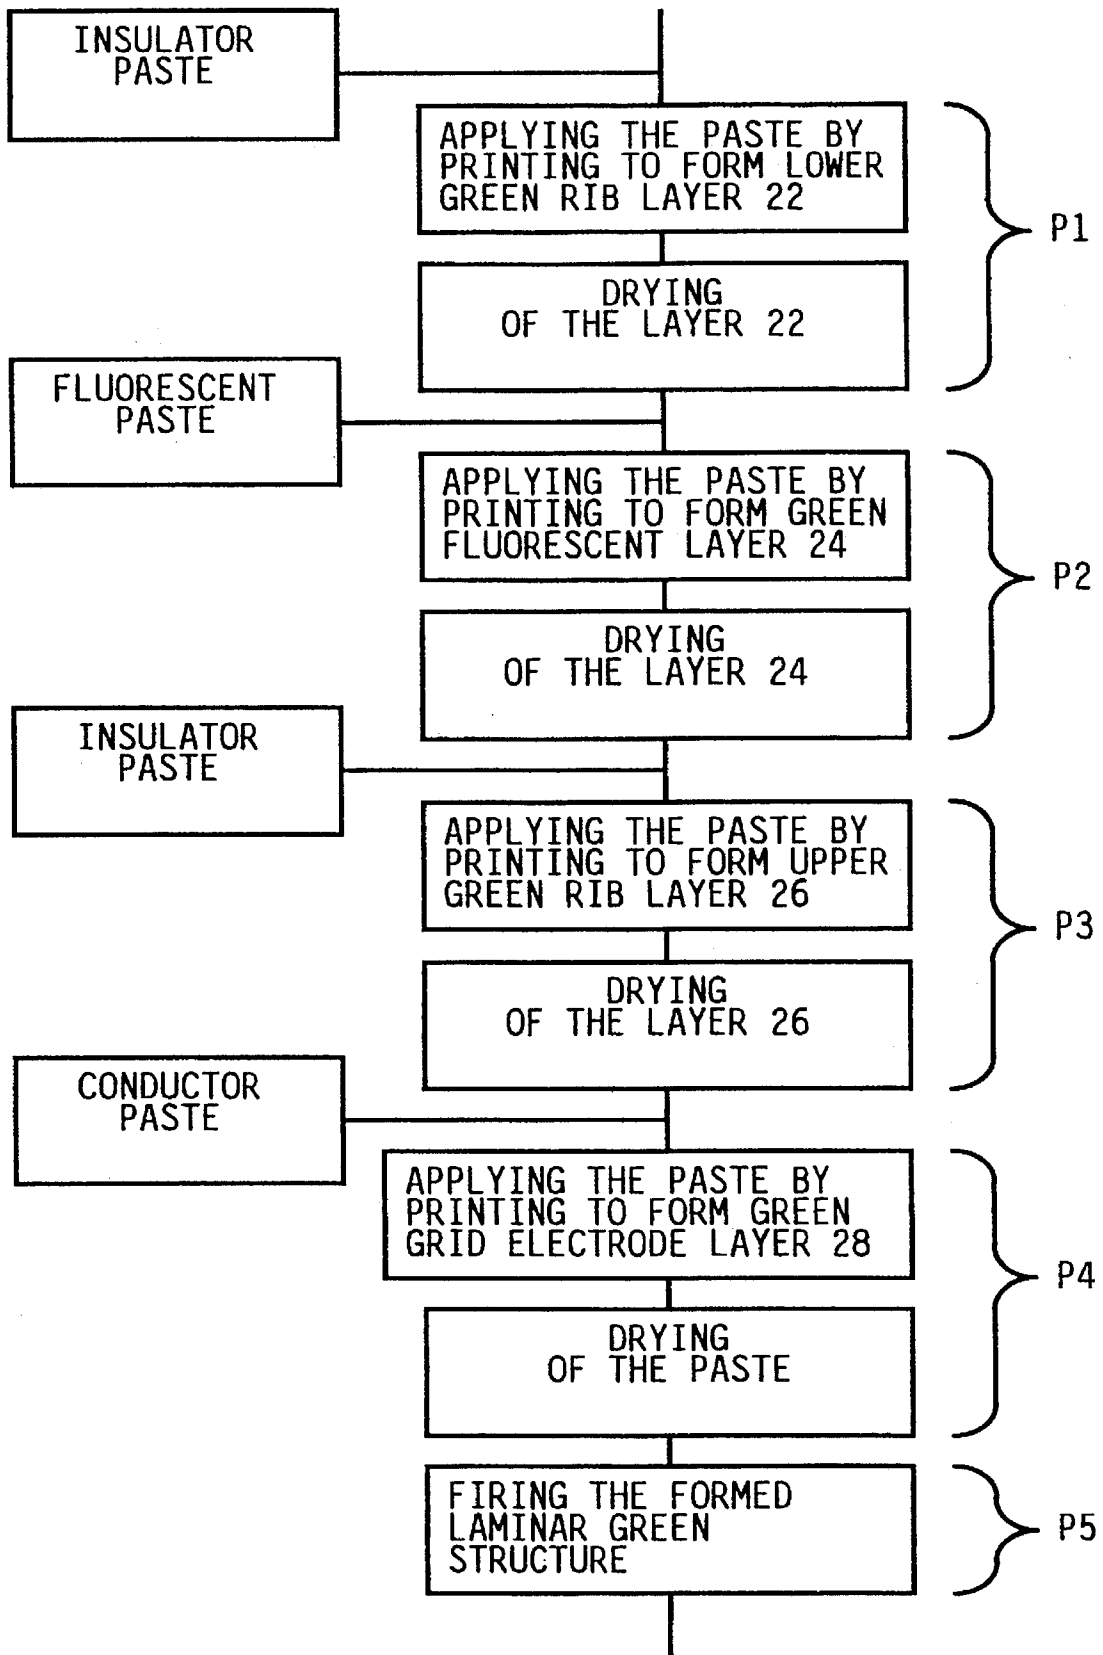 INSULATOR
PASTE
APPLYING THE PASTE BY
PRINTING TO FORM LOWER
GREEN RIB LAYER 22
P1
DRYING
OF THE LAYER 22
FLUORESCENT
PASTE
APPLYING THE PASTE BY
PRINTING TO FORM GREEN
FLUORESCENT LAYER 24
P2
DRYING
OF THE LAYER 24
INSULATOR
PASTE
APPLYING THE PASTE BY
PRINTING TO FORM UPPER
GREEN RIB LAYER 26
P3
DRYING
OF THE LAYER 26
CONDUCTOR
PASTE
APPLYING THE PASTE BY
PRINTING TO FORM GREEN
GRID ELECTRODE LAYER 28
P4
DRYING
OF THE PASTE
FIRING THE FORMED
LAMINAR GREEN
STRUCTURE
P5